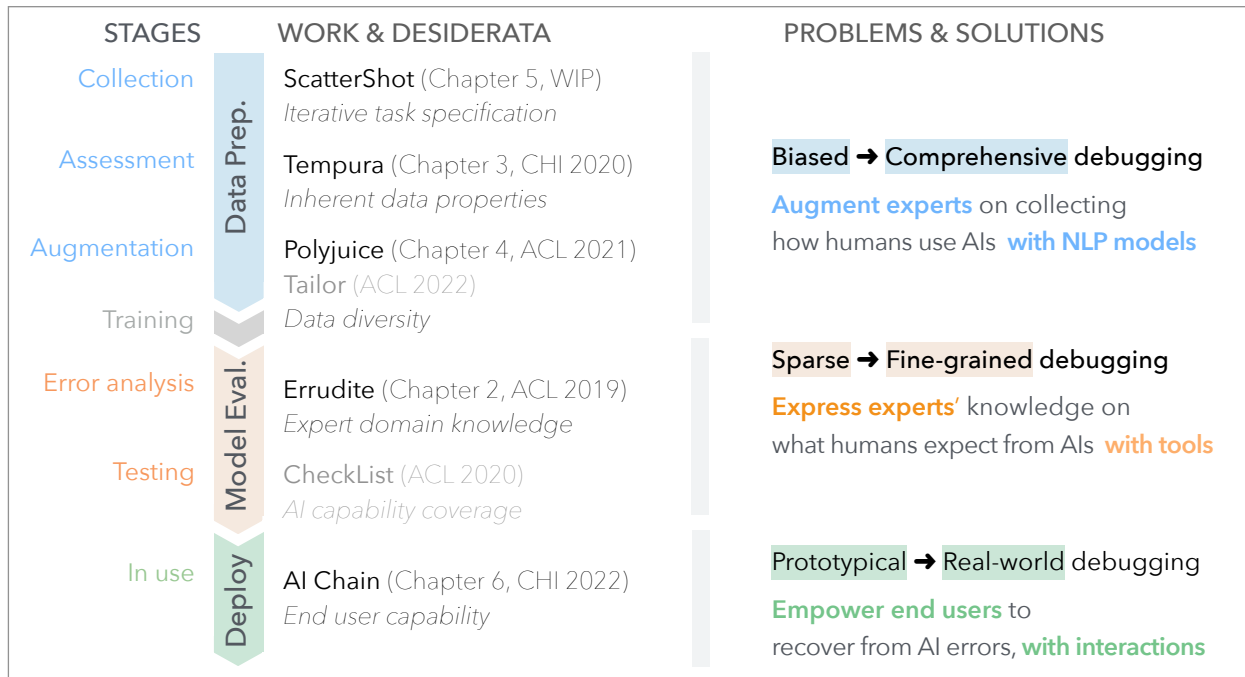 STAGES
WORK & DESIDERATA
PROBLEMS & SOLUTIONS
Collection
Assessment
Augmentation
Training
Error analysis
Testing
In use
Data Prep.
Model Eval.
Deploy
ScatterShot (Chapter 5, WIP)
Iterative task specification
Tempura (Chapter 3, CHI 2020)
Inherent data properties
Polyjuice (Chapter 4, ACL 2021)
Tailor (ACL 2022)
Data diversity
Errudite (Chapter 2, ACL 2019)
Expert domain knowledge
CheckList (ACL 2020)
AI capability coverage
AI Chain (Chapter 6, CHI 2022)
End user capability
Biased ➜ Comprehensive debugging
Augment experts on collecting
how humans use AIs with NLP models
Sparse ➜ Fine-grained debugging
Express experts’ knowledge on
what humans expect from AIs with tools
Prototypical ➜ Real-world debugging
Empower end users to
recover from AI errors, with interactions